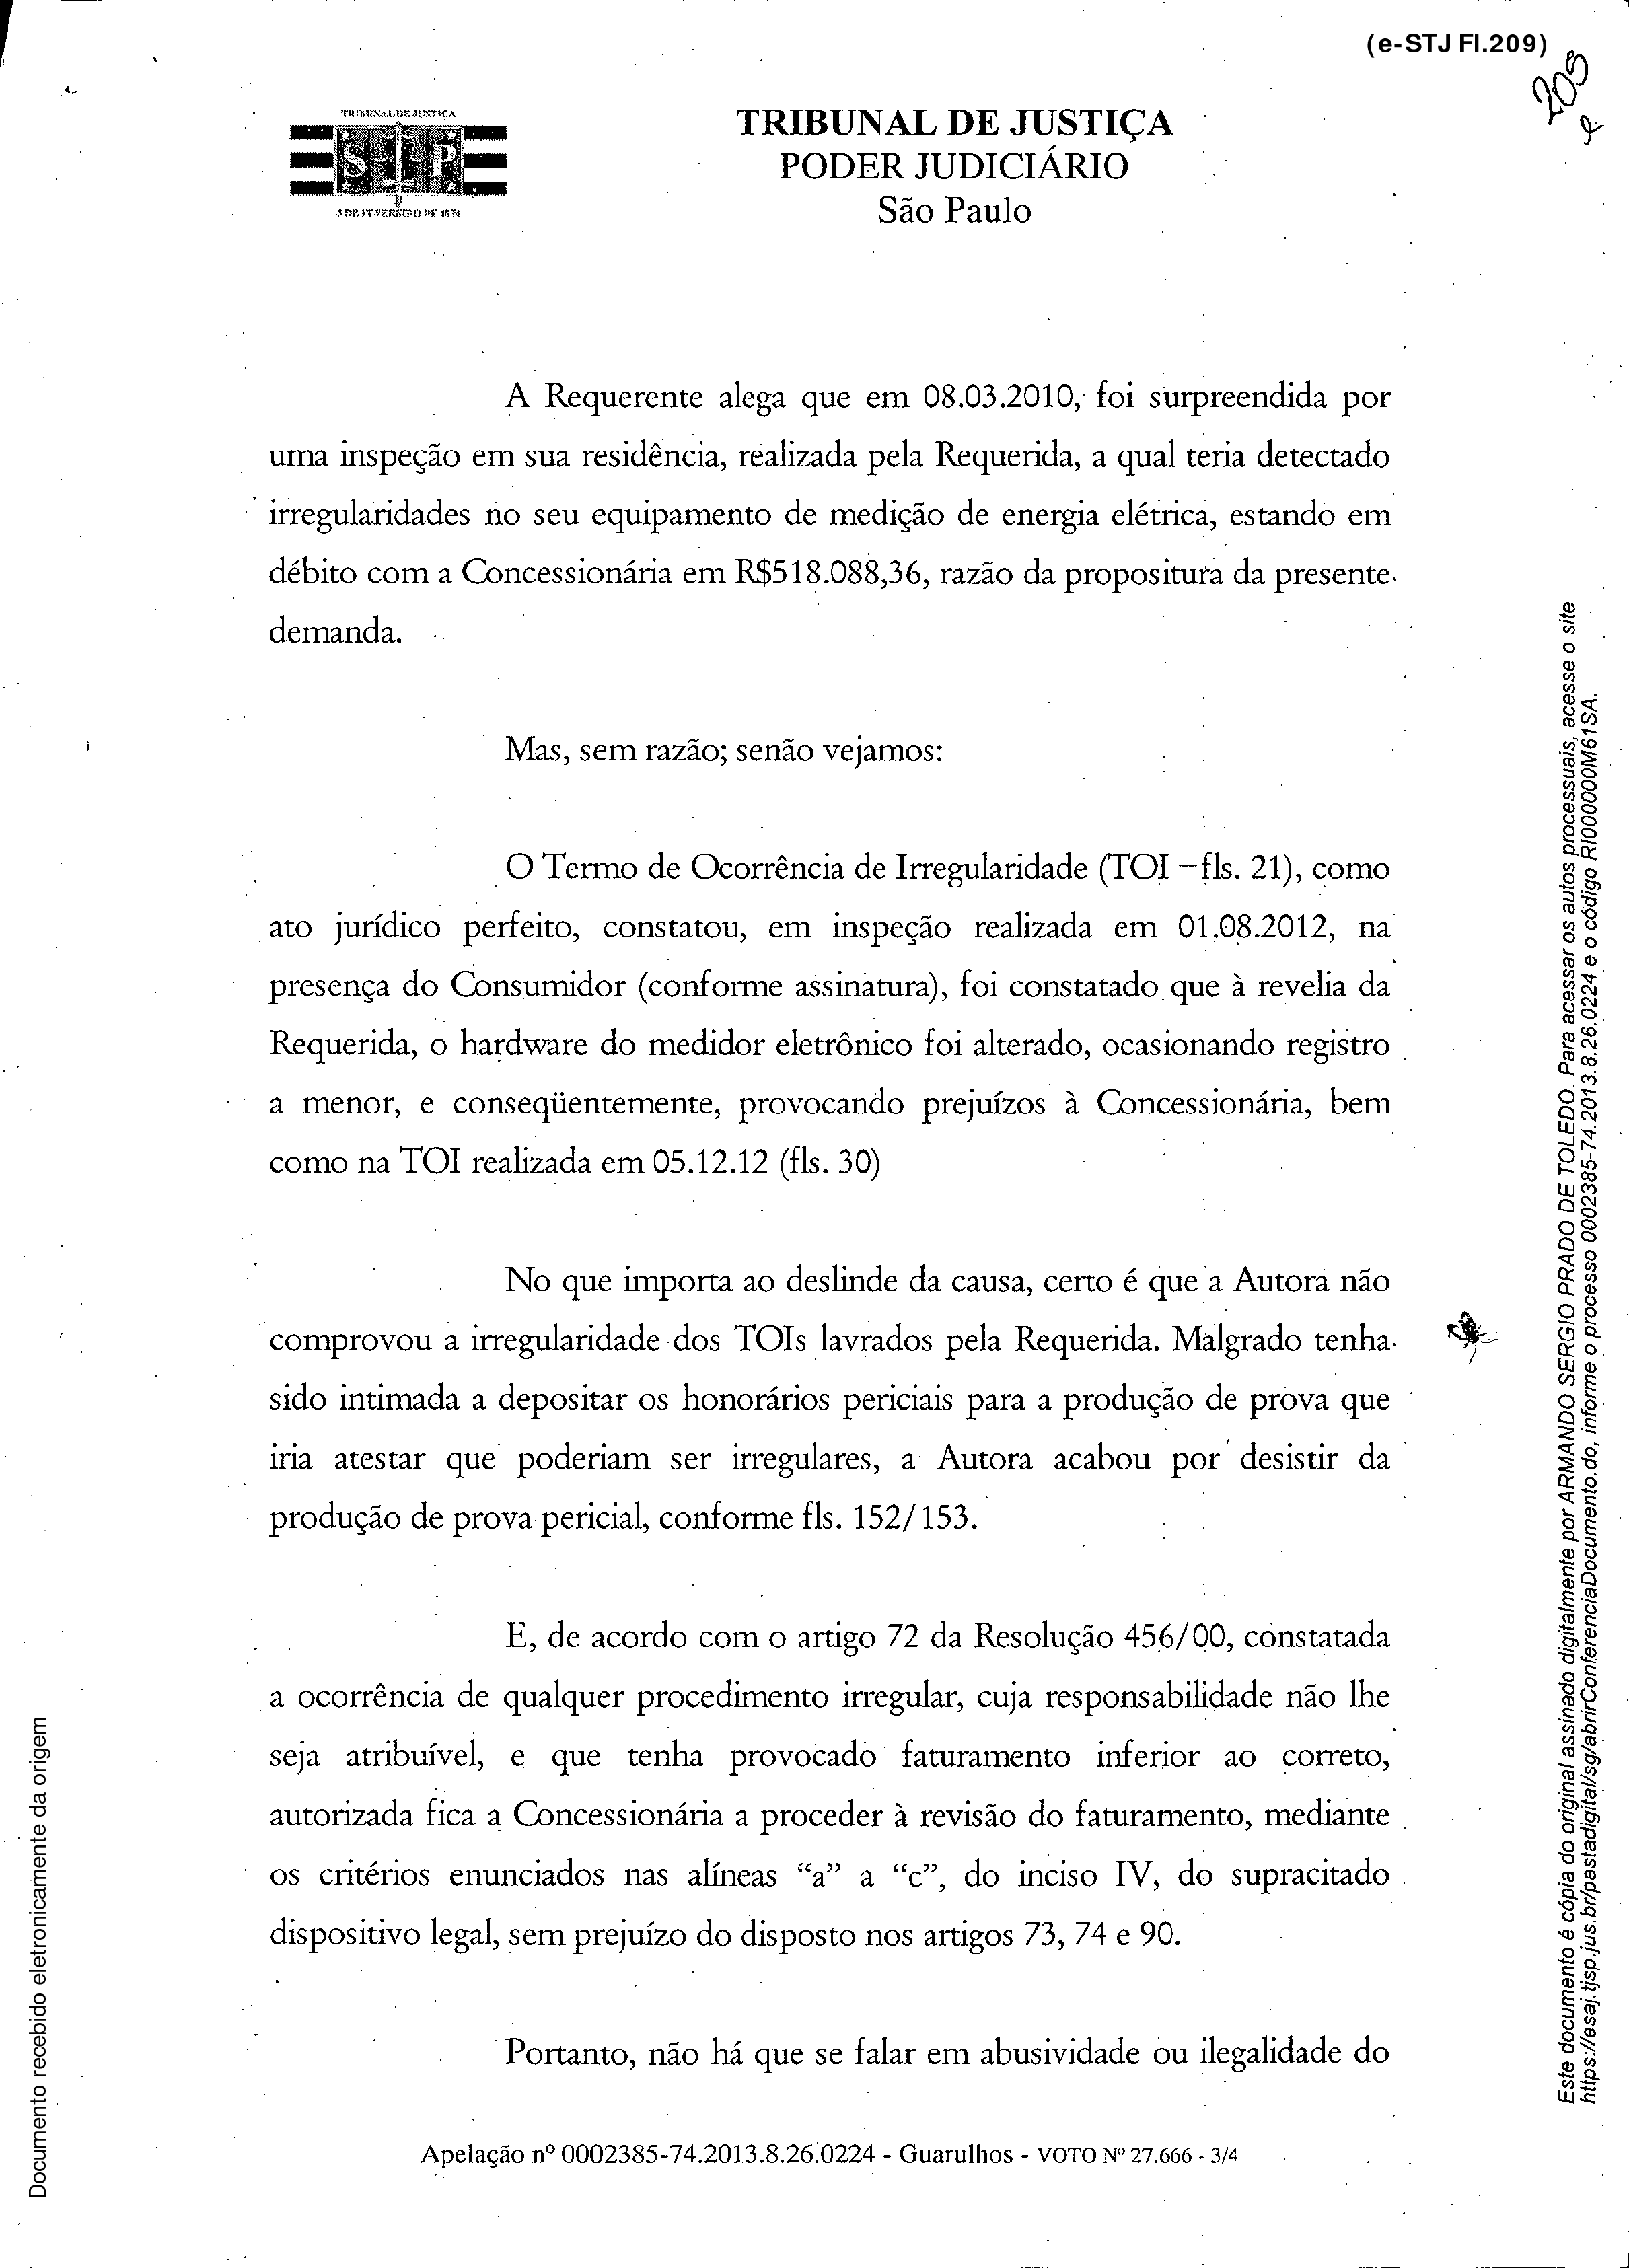 (e-STJ Fl.209)
209
TRIBUNAL DE JUSTIÇA
S P
3 DE FEVEREIRO DE 1874
TRIBUNAL DE JUSTIÇA
PODER JUDICIÁRIO
São Paulo
A Requerente alega que em 08.03.2010, foi surpreendida por
uma inspeção em sua residência, realizada pela Requerida, a qual teria detectado
irregularidades no seu equipamento de medição de energia elétrica, estando em
débito com a Concessionária em R$518.088,36, razão da propositura da presente
demanda.
Mas, sem razão; senão vejamos:
O Termo de Ocorrência de Irregularidade (TOI – fls. 21), como
ato jurídico perfeito, constatou, em inspeção realizada em 01.08.2012, na
presença do Consumidor (conforme assinatura), foi constatado que à revelia da
Requerida, o hardware do medidor eletrônico foi alterado, ocasionando registro
a menor, e conseqüentemente, provocando prejuízos à Concessionária, bem
como na TOI realizada em 05.12.12 (fls. 30)
No que importa ao deslinde da causa, certo é que a Autora não
comprovou a irregularidade dos TOIs lavrados pela Requerida. Malgrado tenha
sido intimada a depositar os honorários periciais para a produção de prova que
iria atestar que poderiam ser irregulares, a Autora acabou por desistir da
produção de prova pericial, conforme fls. 152/153.
E, de acordo com o artigo 72 da Resolução 456/00, constatada
a ocorrência de qualquer procedimento irregular, cuja responsabilidade não lhe
seja atribuível, e que tenha provocado faturamento inferior ao correto,
autorizada fica a Concessionária a proceder à revisão do faturamento, mediante
os critérios enunciados nas alíneas “a” a “c”, do inciso IV, do supracitado
dispositivo legal, sem prejuízo do disposto nos artigos 73, 74 e 90.
Portanto, não há que se falar em abusividade ou ilegalidade do
Apelação nº 0002385-74.2013.8.26.0224 - Guarulhos - VOTO Nº 27.666 - 3/4
Documento recebido eletronicamente da origem
Este documento é cópia do original assinado digitalmente por ARMANDO SERGIO PRADO DE TOLEDO. Para acessar os autos processuais, acesse o site
https://esaj.tjsp.jus.br/pastadigital/sg/abrirConferenciaDocumento.do, informe o processo 0002385-74.2013.8.26.0224 e o código RI00000M61SA.